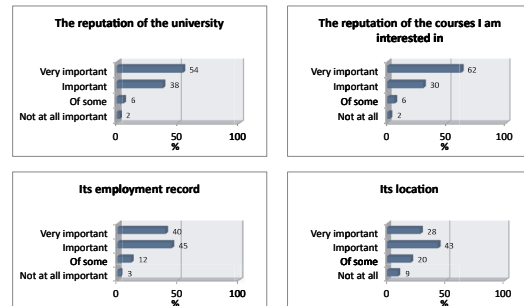 The reputation of the university
Very important 54
Important 38
Of some 6
Not at all important 2
0 50 100
%
The reputation of the courses I am
interested in
Very important 62
Important 30
Of some 6
Not at all 2
0 50 100
%
Its employment record
Very important 40
Important 45
Of some 12
Not at all important 3
0 50 100
%
Its location
Very important 28
Important 43
Of some 20
Not at all 9
0 50 100
%